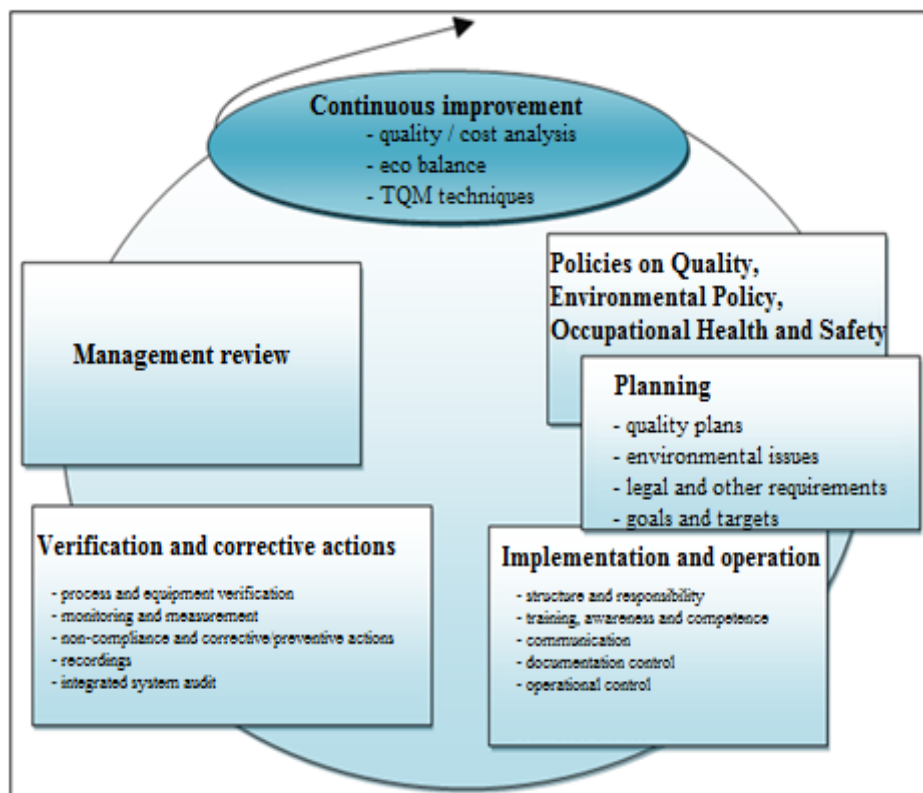 Continuous improvement
- quality / cost analysis
- eco balance
- TQM techniques
Policies on Quality,
Environmental Policy,
Occupational Health and Safety
Planning
- quality plans
- environmental issues
- legal and other requirements
- goals and targets
Implementation and operation
- structure and responsibility
- training, awareness and competence
- communication
- documentation control
- operational control
Verification and corrective actions
- process and equipment verification
- monitoring and measurement
- non-compliance and corrective/preventive actions
- recordings
- integrated system audit
Management review